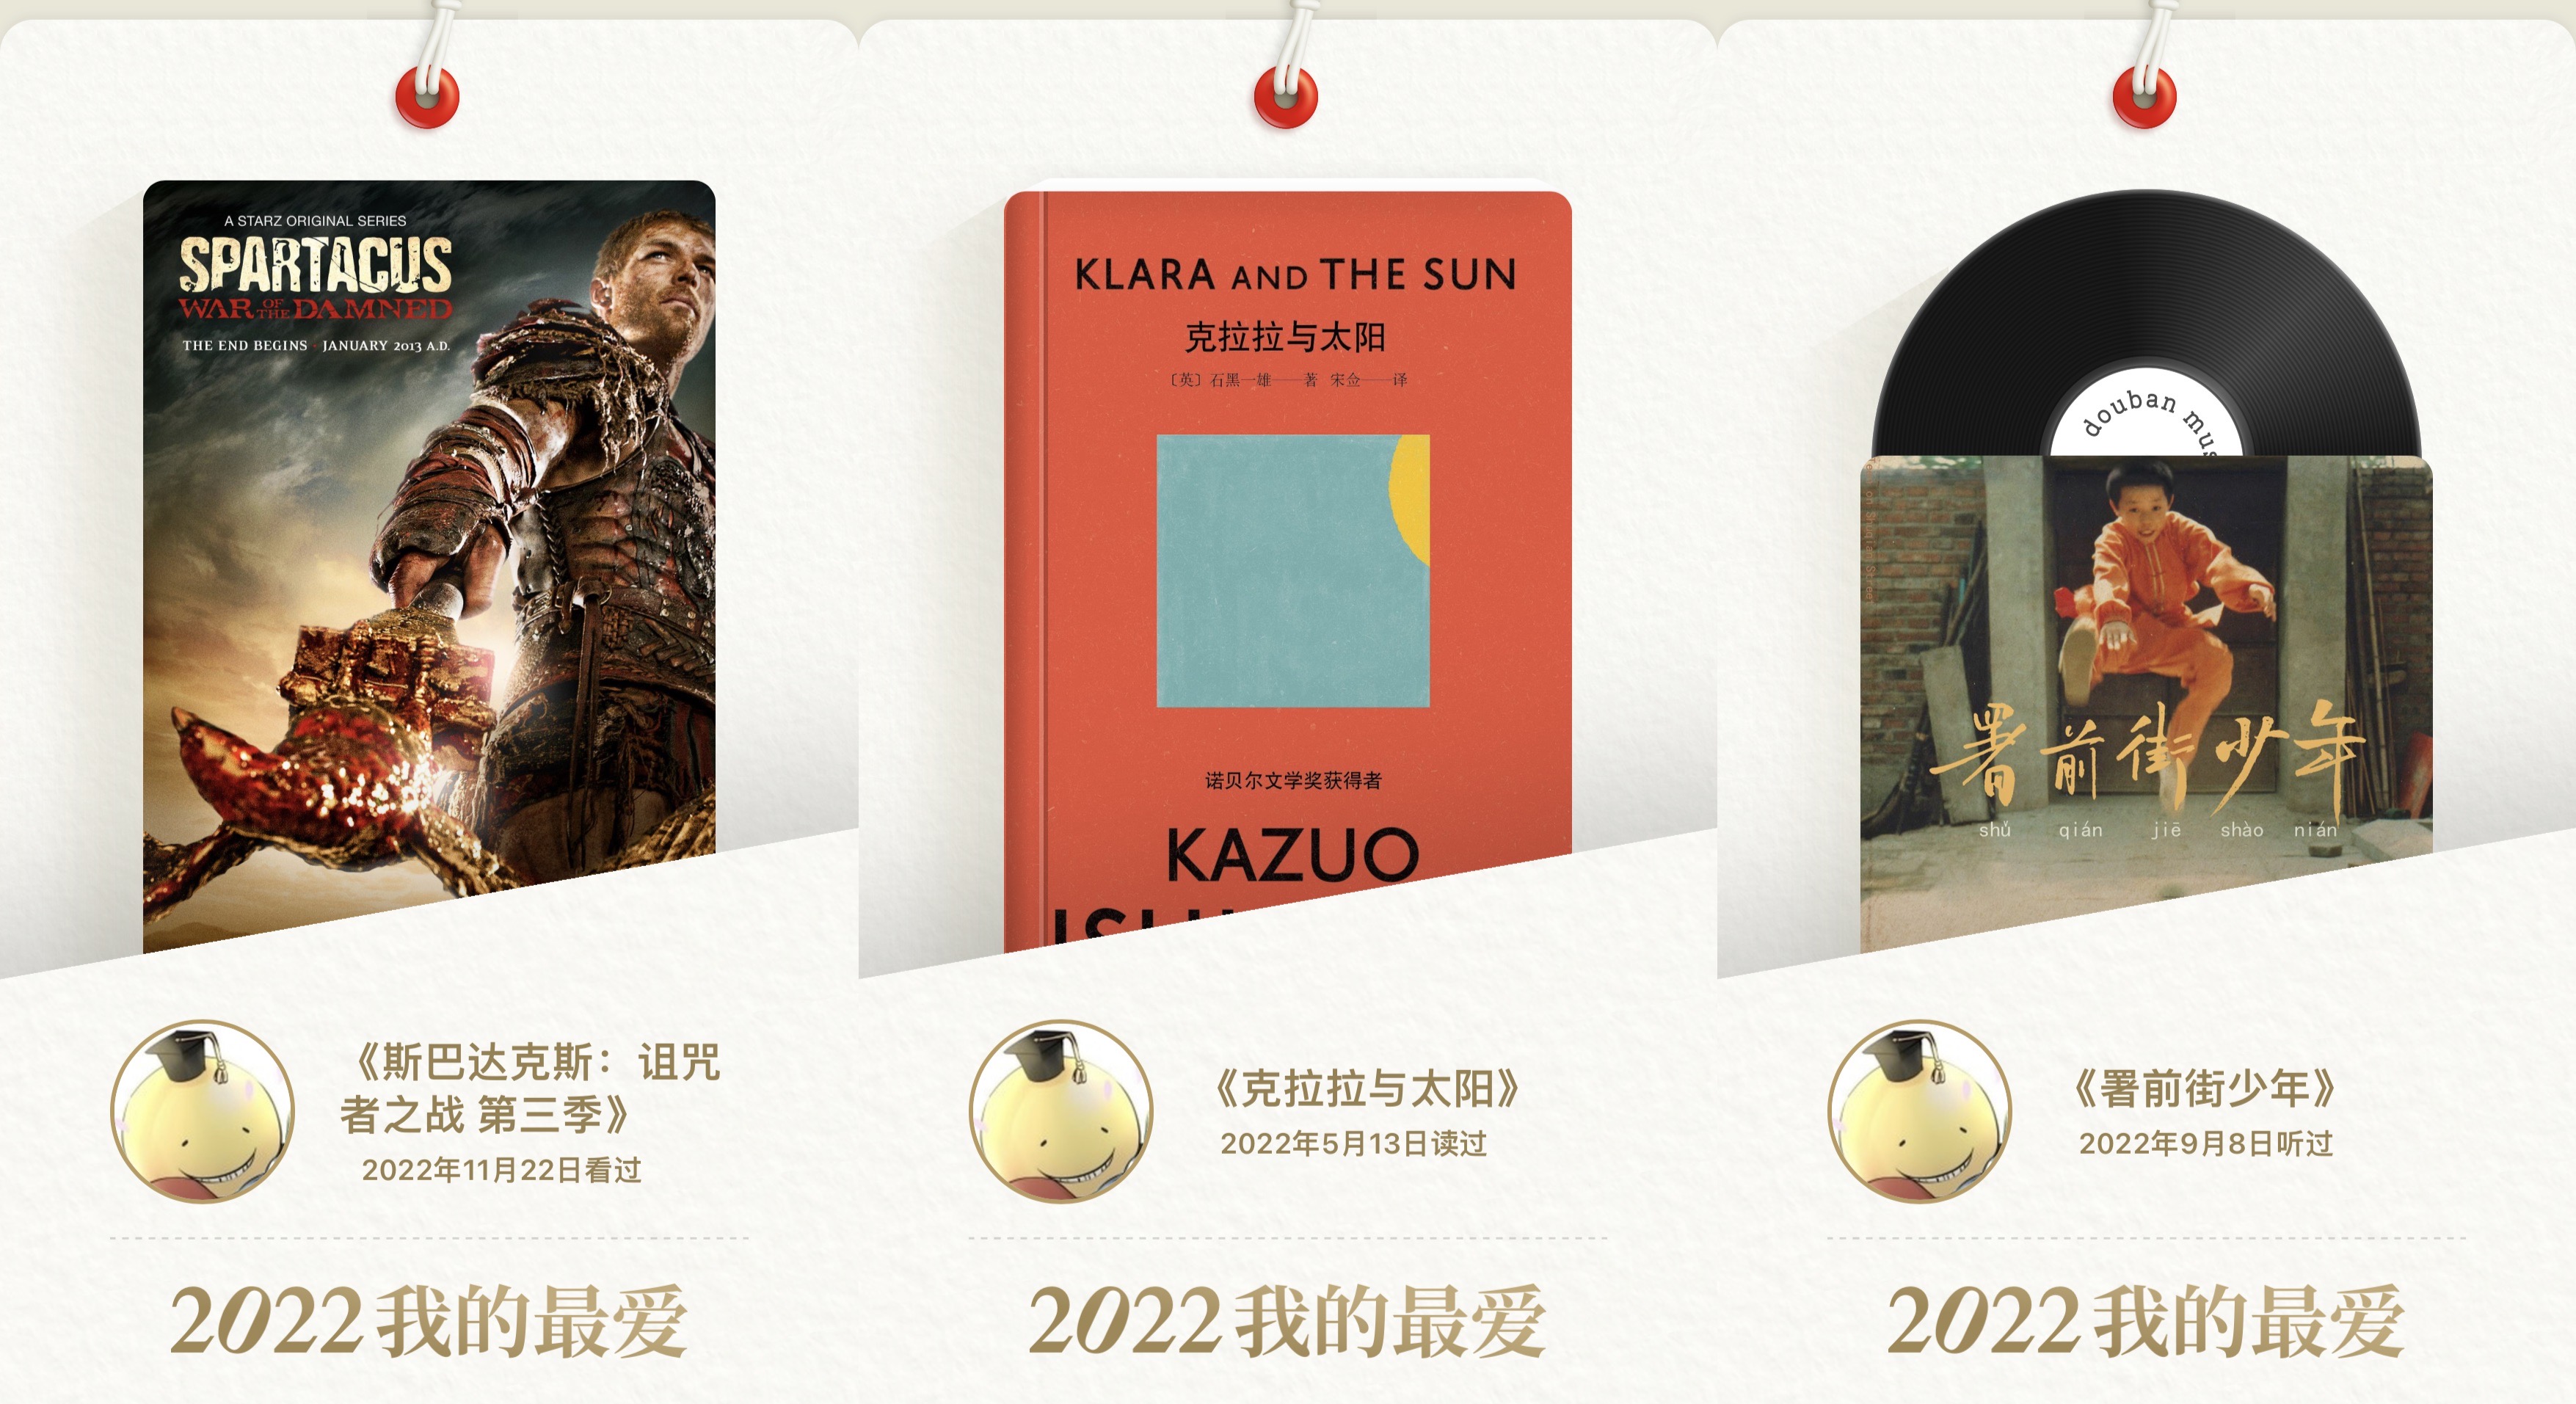 A STARZ ORIGINAL SERIES
SPARTACUS
WAR OF THE DAMNED
THE END BEGINS · JANUARY 2013 A.D.
《斯巴达克斯：诅咒
者之战 第三季》
2022年11月22日看过
2022我的最爱
KLARA AND THE SUN
克拉拉与太阳
〔英〕石黑一雄——著 宋佥——译
诺贝尔文学奖获得者
KAZUO
《克拉拉与太阳》
2022年5月13日读过
2022我的最爱
douban mus
署前街少年
shǔ qián jiē shào nián
《署前街少年》
2022年9月8日听过
2022我的最爱